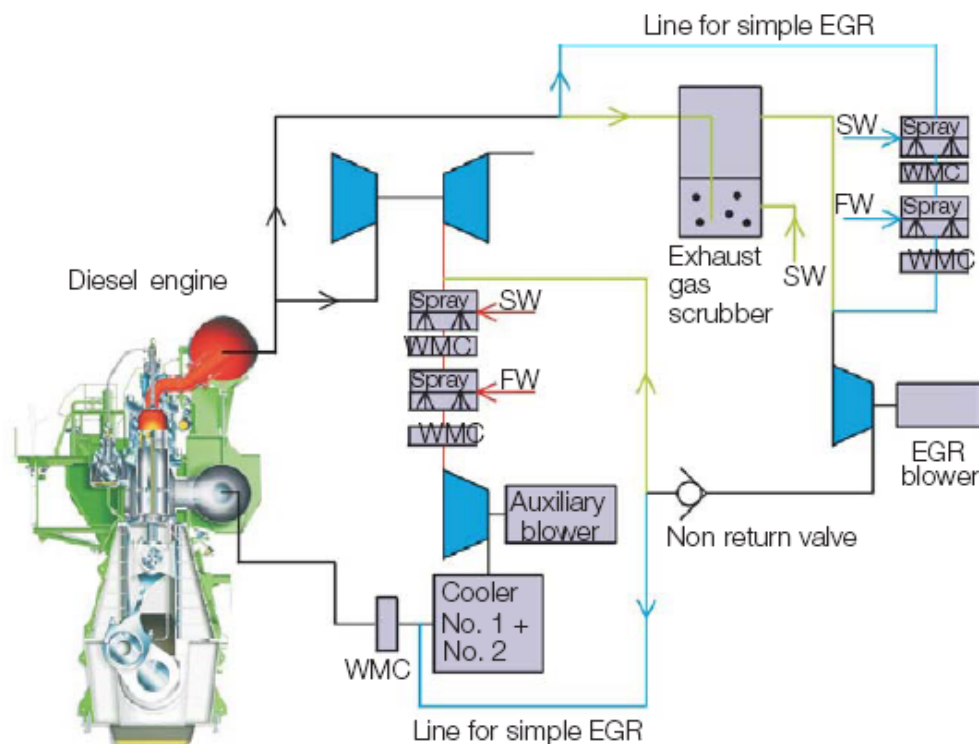 Line for simple EGR
SW
Spray
WMC
FW
Spray
WMC
Exhaust
gas
scrubber
SW
Diesel engine
Spray
SW
WMC
Spray
FW
WMC
EGR
blower
Auxiliary
blower
Non return valve
Cooler
No. 1 +
No. 2
WMC
Line for simple EGR